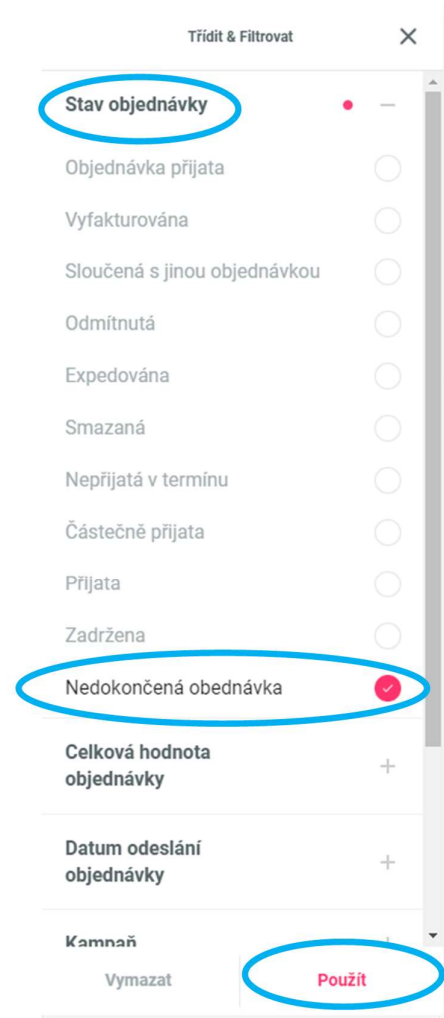 Třídit & Filtrovat
Stav objednávky
Objednávka přijata
Vyfakturována
Sloučená s jinou objednávkou
Odmítnutá
Expedována
Smazaná
Nepřijatá v termínu
Částečně přijata
Přijata
Zadržena
Nedokončená obednávka
Celková hodnota
objednávky
Datum odeslání
objednávky
Kampaň
Vymazat
Použít